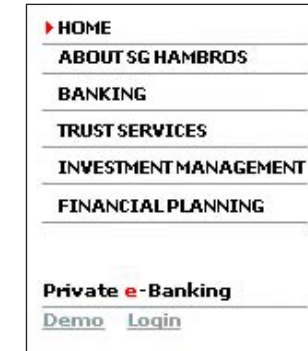 HOME
ABOUT SG HAMBROS
BANKING
TRUST SERVICES
INVESTMENT MANAGEMENT
FINANCIAL PLANNING
Private e-Banking
Demo Login